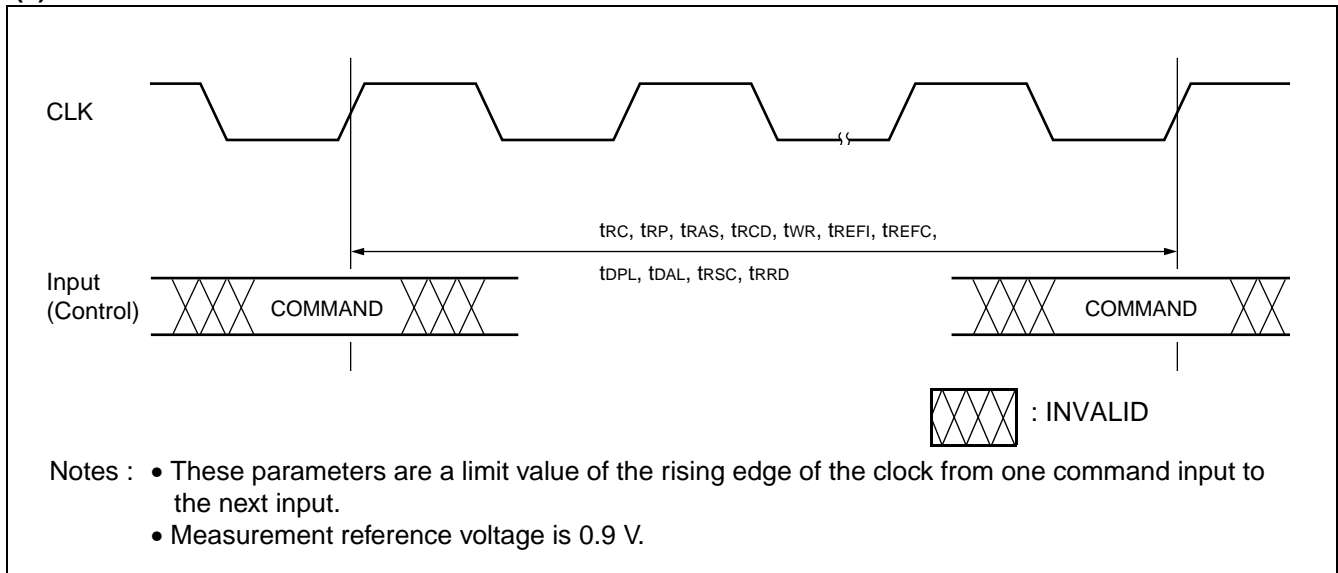 CLK
tRC, tRP, tRAS, tRCD, tWR, tREFI, tREFC,
tDPL, tDAL, tRSC, tRRD
Input
(Control)
COMMAND
COMMAND
: INVALID
Notes : • These parameters are a limit value of the rising edge of the clock from one command input to
the next input.
• Measurement reference voltage is 0.9 V.